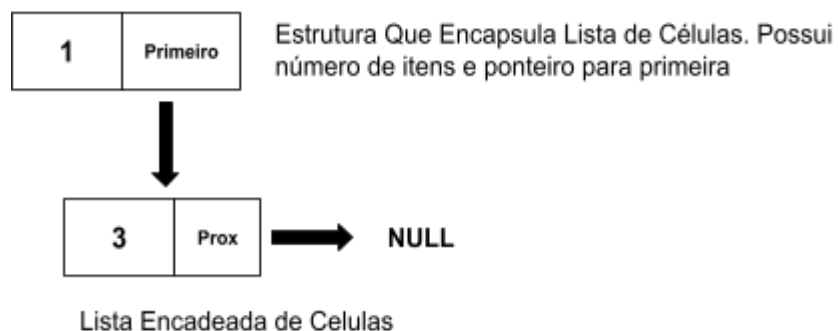 1 Primeiro
Estrutura Que Encapsula Lista de Células. Possui
número de itens e ponteiro para primeira
3 Prox NULL
Lista Encadeada de Celulas